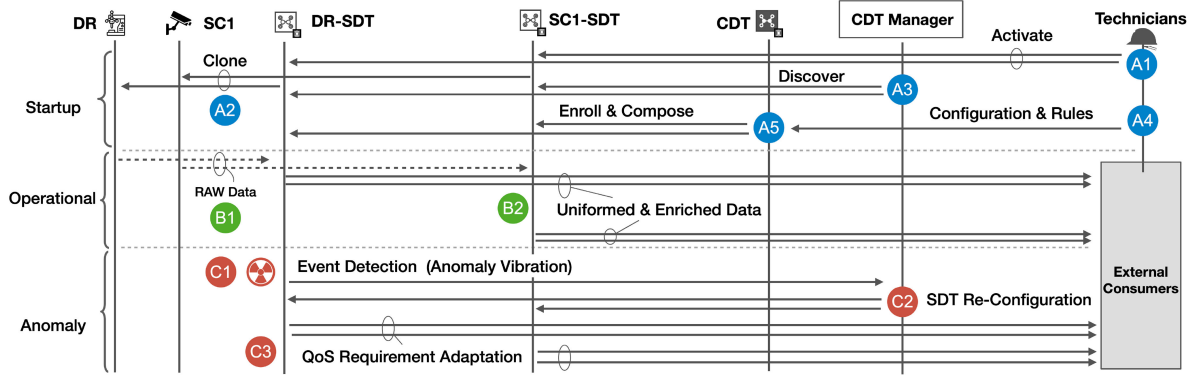 DR
SC1
DR-SDT
SC1-SDT
CDT
CDT Manager
Technicians
Activate
A1
Clone
Discover
A3
Startup
A2
Enroll & Compose
A5
Configuration & Rules
A4
RAW Data
Operational
B1
B2
Uniformed & Enriched Data
C1
Event Detection (Anomaly Vibration)
External
Consumers
C2
SDT Re-Configuration
Anomaly
C3
QoS Requirement Adaptation